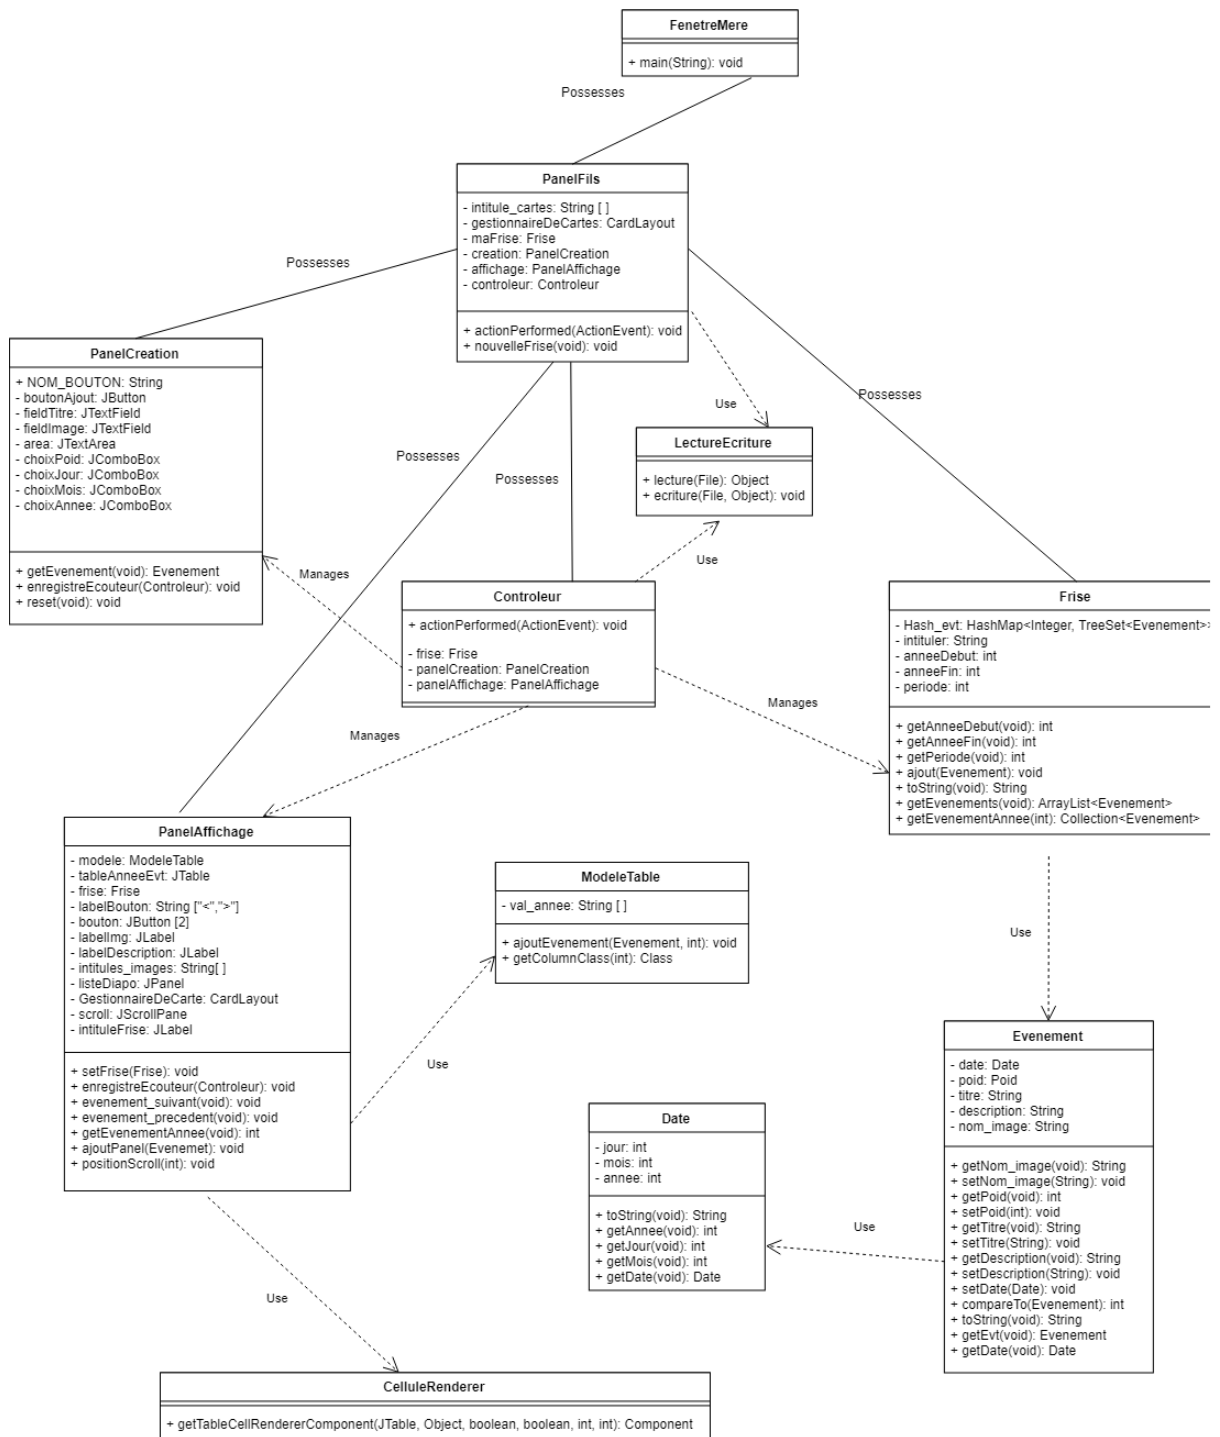 FenetreMere
+ main(String): void
Possesses
PanelFils
- intitule_cartes: String [ ]
- gestionnaireDeCartes: CardLayout
- maFrise: Frise
- creation: PanelCreation
- affichage: PanelAffichage
- controleur: Controleur
+ actionPerformed(ActionEvent): void
+ nouvelleFrise(void): void
Possesses
PanelCreation
+ NOM_BOUTON: String
- boutonAjout: JButton
- fieldTitre: JTextField
- fieldImage: JTextField
- area: JTextArea
- choixPoid: JComboBox
- choixJour: JComboBox
- choixMois: JComboBox
- choixAnnee: JComboBox
+ getEvenement(void): Evenement
+ enregistreEcouteur(Controleur): void
+ reset(void): void
Possesses
Possesses
Use
Possesses
LectureEcriture
+ lecture(File): Object
+ ecriture(File, Object): void
Use
Manages
Controleur
+ actionPerformed(ActionEvent): void
- frise: Frise
- panelCreation: PanelCreation
- panelAffichage: PanelAffichage
Manages
Manages
Frise
- Hash_evt: HashMap<Integer, TreeSet<Evenement>>
- intituler: String
- anneeDebut: int
- anneeFin: int
- periode: int
+ getAnneeDebut(void): int
+ getAnneeFin(void): int
+ getPeriode(void): int
+ ajout(Evenement): void
+ toString(void): String
+ getEvenements(void): ArrayList<Evenement>
+ getEvenementAnnee(int): Collection<Evenement>
PanelAffichage
- modele: ModeleTable
- tableAnneeEvt: JTable
- frise: Frise
- labelBouton: String ["<",">"]
- bouton: JButton [2]
- labelImg: JLabel
- labelDescription: JLabel
- intitules_images: String[ ]
- listeDiapo: JPanel
- GestionnaireDeCarte: CardLayout
- scroll: JScrollPane
- intituleFrise: JLabel
+ setFrise(Frise): void
+ enregistreEcouteur(Controleur): void
+ evenement_suivant(void): void
+ evenement_precedent(void): void
+ getEvenementAnnee(void): int
+ ajoutPanel(Evenemet): void
+ positionScroll(int): void
ModeleTable
- val_annee: String [ ]
+ ajoutEvenement(Evenement, int): void
+ getColumnClass(int): Class
Use
Use
Evenement
- date: Date
- poid: Poid
- titre: String
- description: String
- nom_image: String
+ getNom_image(void): String
+ setNom_image(String): void
+ getPoid(void): int
+ setPoid(int): void
+ getTitre(void): String
+ setTitre(String): void
+ getDescription(void): String
+ setDescription(String): void
+ setDate(Date): void
+ compareTo(Evenement): int
+ toString(void): String
+ getEvt(void): Evenement
+ getDate(void): Date
Date
- jour: int
- mois: int
- annee: int
+ toString(void): String
+ getAnnee(void): int
+ getJour(void): int
+ getMois(void): int
+ getDate(void): Date
Use
Use
CelluleRenderer
+ getTableCellRendererComponent(JTable, Object, boolean, boolean, int, int): Component